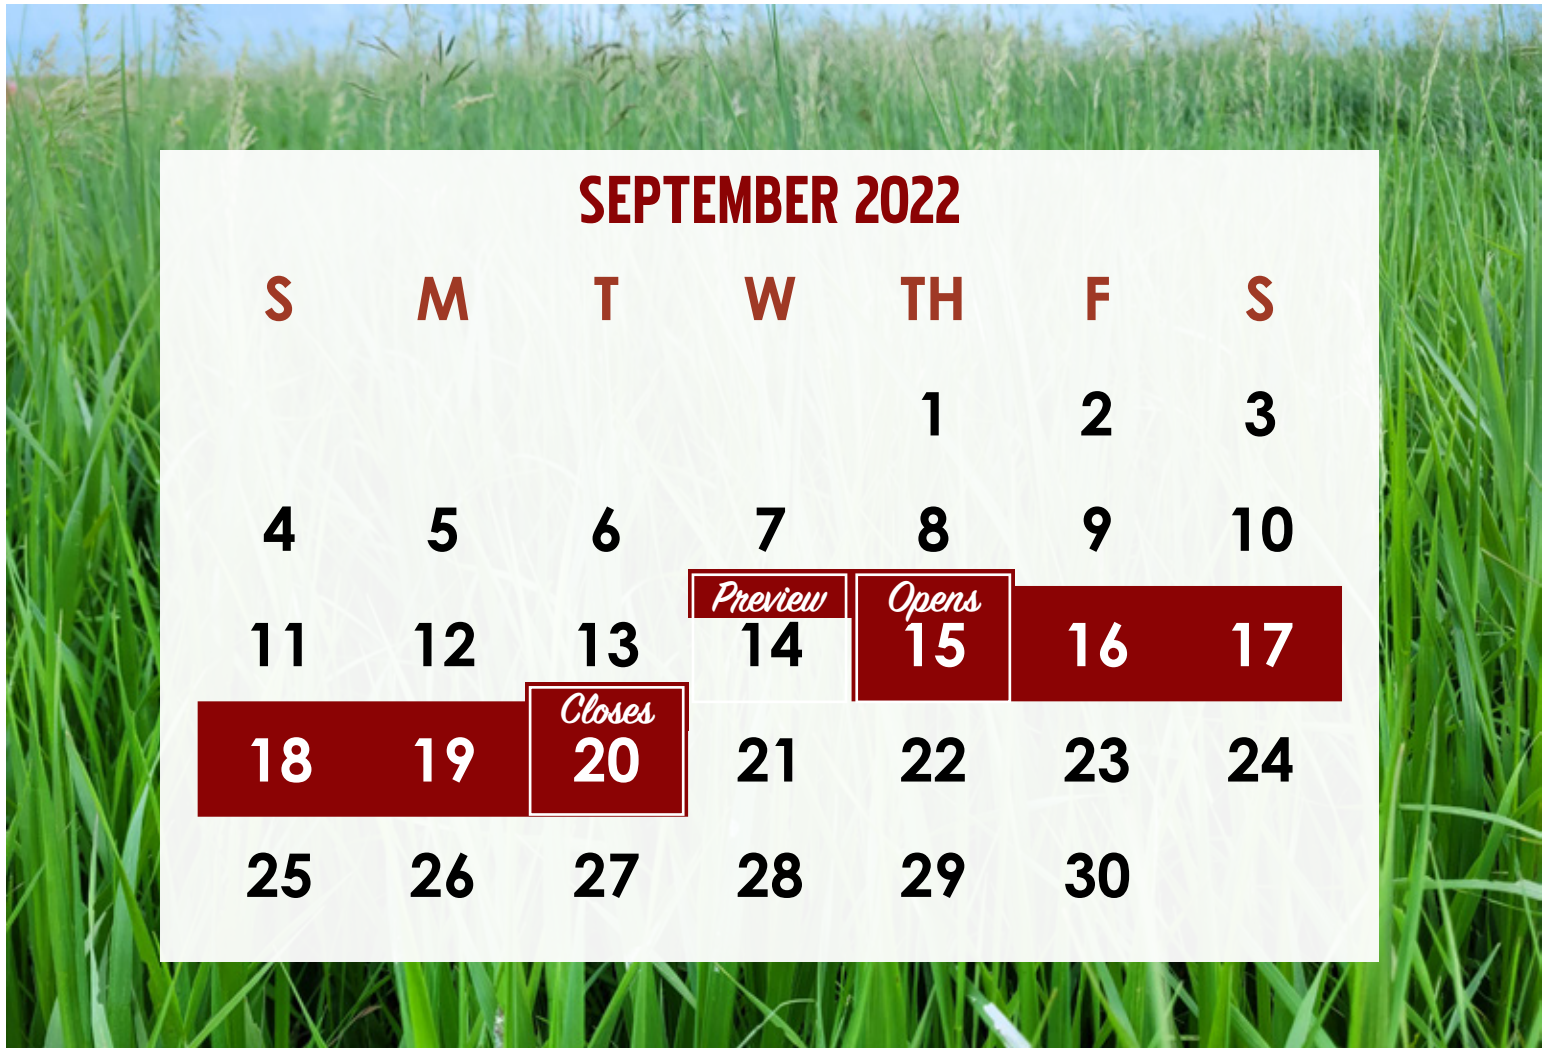 SEPTEMBER 2022
S M T W TH F S
1 2 3
4 5 6 7 8 9 10
Preview Opens
11 12 13 14 15 16 17
Closes
18 19 20 21 22 23 24
25 26 27 28 29 30